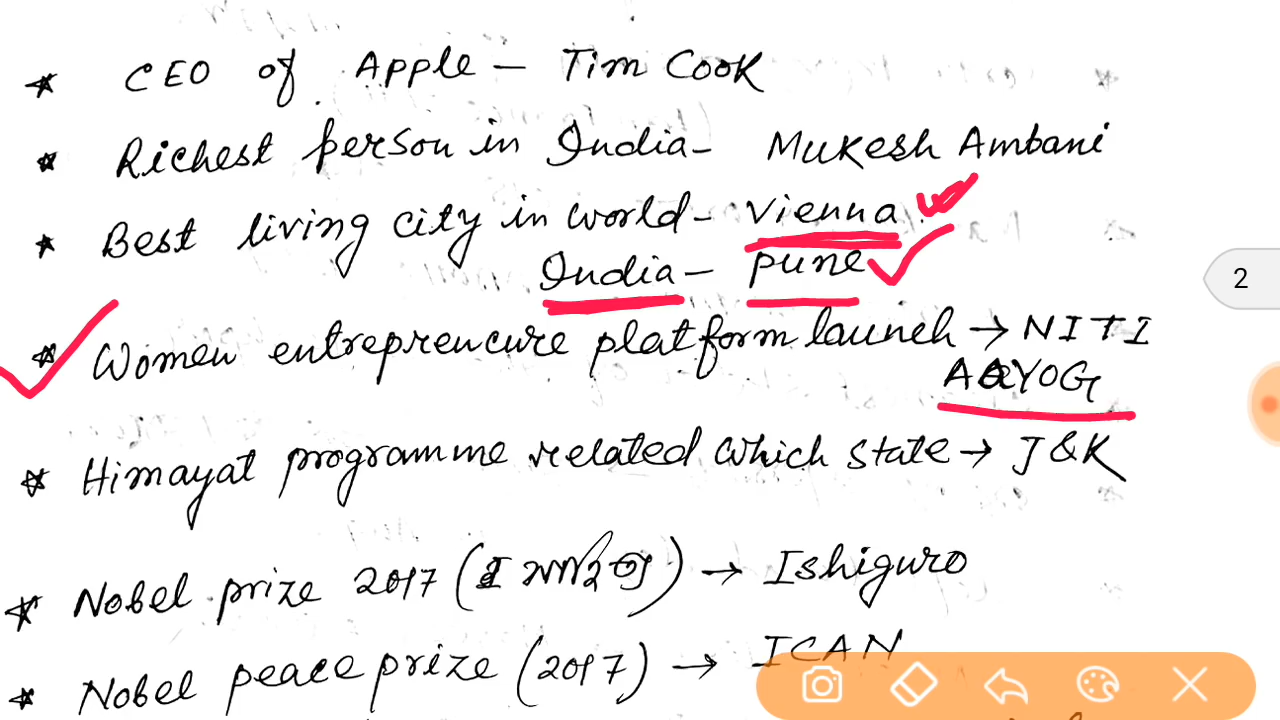 * CEO of Apple - Tim Cook
* Richest person in India - Mukesh Ambani
* Best living city in world - Vienna
India - pune
* Women entreprencure platform launch → NITI
AAYOG
* Himayat programme related which state → J&K
* Nobel prize 2017 ( ) → Ishiguro
* Nobel peace prize (2017) → ICAN
2